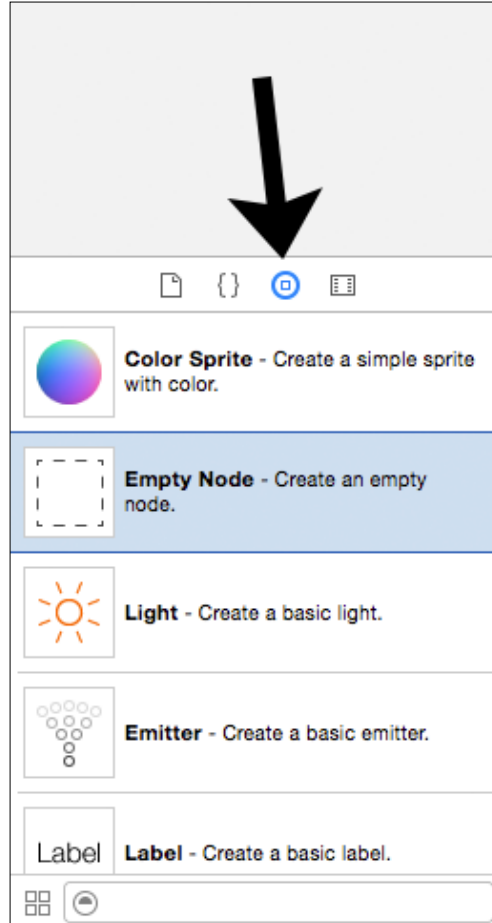 {}
Color Sprite - Create a simple sprite
with color.
Empty Node - Create an empty
node.
Light - Create a basic light.
Emitter - Create a basic emitter.
Label
Label - Create a basic label.